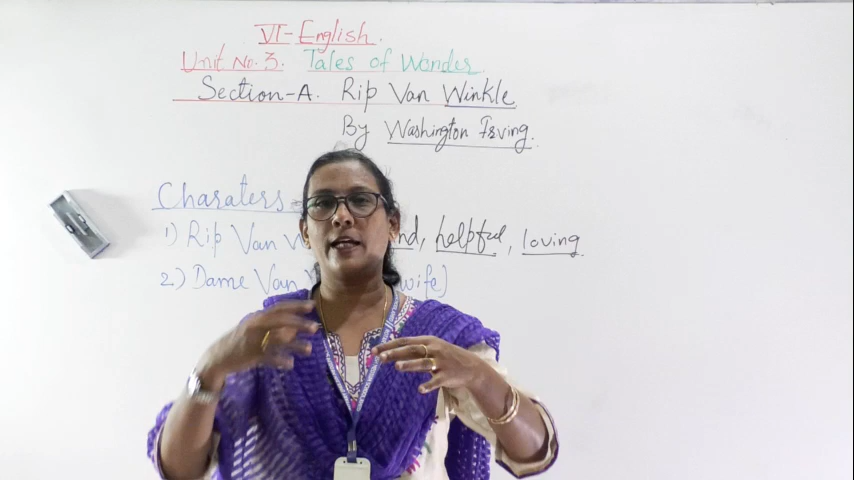 VI- English.
Unit No. 3. Tales of Wonder.
Section-A. Rip Van Winkle
By Washington Irving.
Charaters
1) Rip Van helpful, loving.
2.) Dame Van wife)